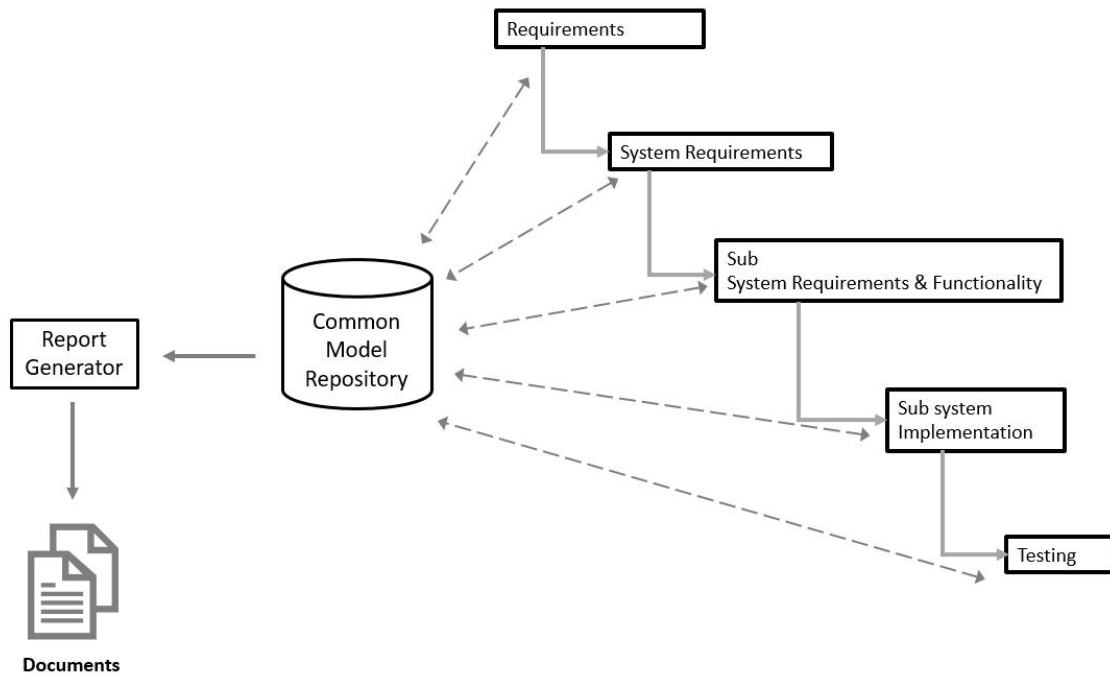 Requirements
System Requirements
Sub
System Requirements & Functionality
Common
Model
Repository
Report
Generator
Sub system
Implementation
Testing
Documents